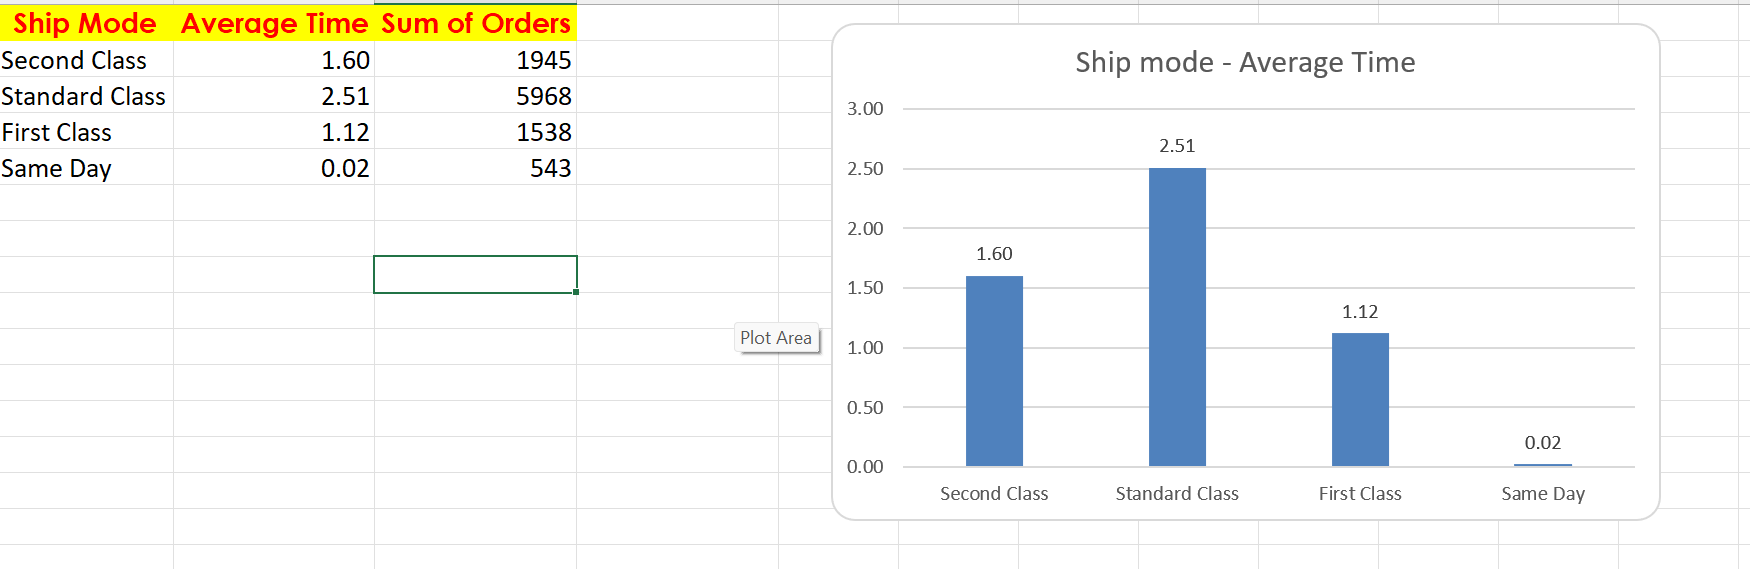 Ship Mode Average Time Sum of Orders
Second Class 1.60 1945
Standard Class 2.51 5968
First Class 1.12 1538
Same Day 0.02 543
Plot Area
Ship mode - Average Time
3.00
2.50
2.00
1.50
1.00
0.50
0.00
1.60
2.51
1.12
0.02
Second Class Standard Class First Class Same Day